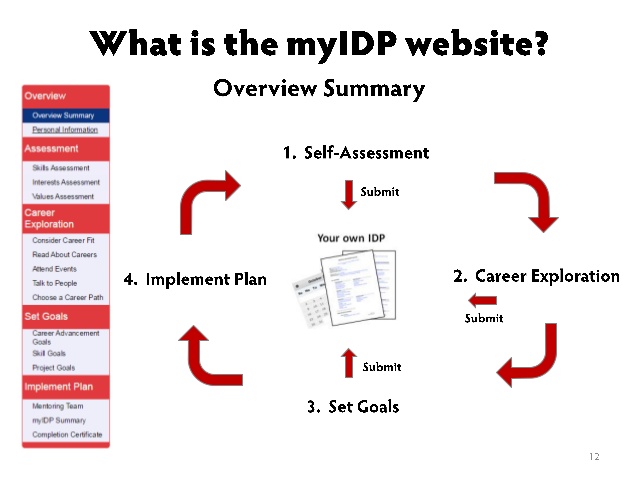 What is the myIDP website?
Overview Summary
Overview
Overview Summary
Personal Information
Assessment
Skills Assessment
Interests Assessment
Values Assessment
Career
Exploration
Consider Career Fit
Read About Careers
Attend Events
Talk to People
Choose a Career Path
Set Goals
Career Advancement
Goals
Skill Goals
Project Goals
Implement Plan
Mentoring Team
myIDP Summary
Completion Certificate
1. Self-Assessment
Submit
Your own IDP
4. Implement Plan
2. Career Exploration
Submit
Submit
3. Set Goals
12